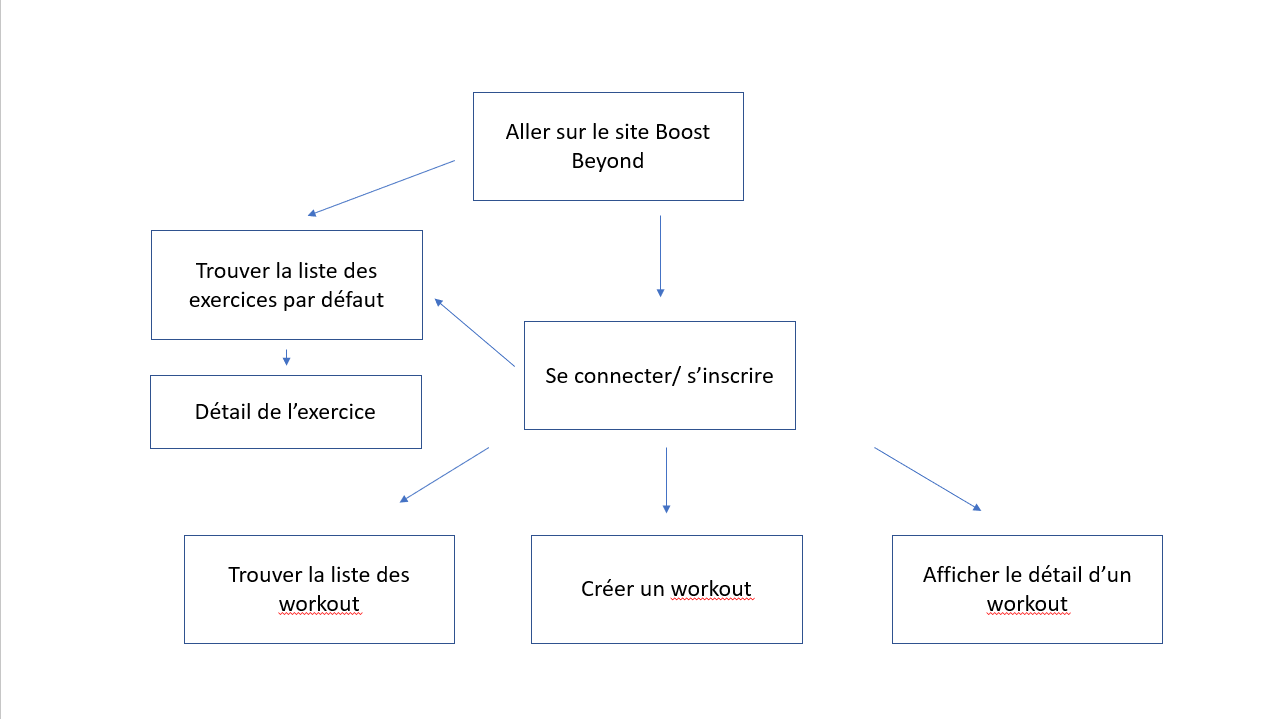 Aller sur le site Boost
Beyond
Trouver la liste des
exercices par défaut
Se connecter/ s’inscrire
Détail de l’exercice
Trouver la liste des
workout
Créer un workout
Afficher le détail d’un
workout